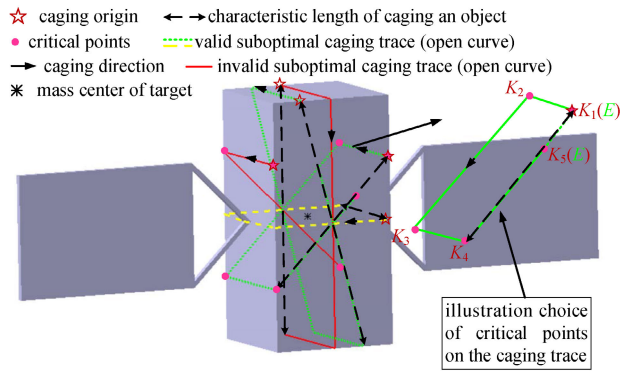 caging origin
characteristic length of caging an object
critical points
valid suboptimal caging trace (open curve)
caging direction
invalid suboptimal caging trace (open curve)
mass center of target
K2
K1(E)
K5(E)
K3
K4
illustration choice
of critical points
on the caging trace